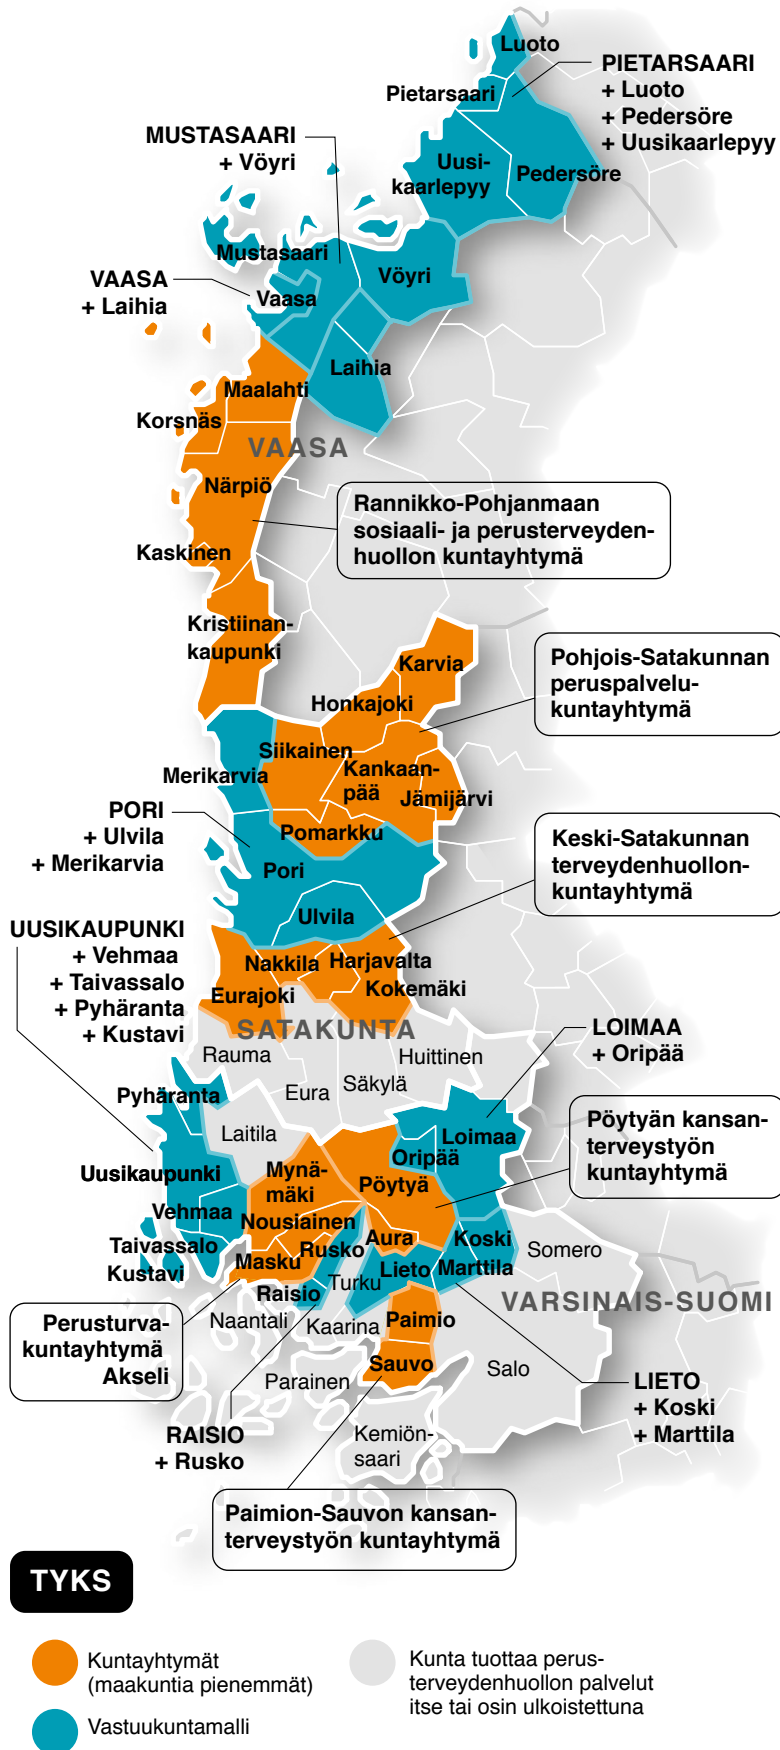 Luoto
PIETARSAARI
+ Luoto
+ Pedersöre
+ Uusikaarlepyy
Pietarsaari
MUSTASAARI
+ Vöyri
Uusi-
kaarlepyy
Pedersöre
Mustasaari
Vöyri
VAASA
+ Laihia
Vaasa
Laihia
Maalahti
Korsnäs
VAASA
Närpiö
Rannikko-Pohjanmaan
sosiaali- ja perusterveyden-
huollon kuntayhtymä
Kaskinen
Kristiinan-
kaupunki
Karvia
Pohjois-Satakunnan
peruspalvelu-
kuntayhtymä
Honkajoki
Siikainen
Merikarvia
Kankaan-
pää
Jämijärvi
PORI
+ Ulvila
+ Merikarvia
Pomarkku
Keski-Satakunnan
terveydenhuollon-
kuntayhtymä
Pori
Ulvila
UUSIKAUPUNKI
+ Vehmaa
+ Taivassalo
+ Pyhäranta
+ Kustavi
Nakkila
Harjavalta
Kokemäki
Eurajoki
SATAKUNTA
LOIMAA
+ Oripää
Rauma
Huittinen
Säkylä
Eura
Pyhäranta
Laitila
Loimaa
Oripää
Pöytyän kansan-
terveystyön
kuntayhtymä
Uusikaupunki
Mynä-
mäki
Pöytyä
Vehmaa
Nousiainen
Aura
Koski
Somero
Taivassalo
Kustavi
Rusko
Masku
Lieto
Marttila
Turku
Raisio
VARSINAIS-SUOMI
Naantali
Kaarina
Paimio
Perusturva-
kuntayhtymä
Akseli
Sauvo
Salo
Parainen
LIETO
+ Koski
+ Marttila
RAISIO
+ Rusko
Kemiön-
saari
Paimion-Sauvon kansan-
terveystyön kuntayhtymä
TYKS
Kuntayhtymät
(maakuntia pienemmät)
Vastuukuntamalli
Kunta tuottaa perus-
terveydenhuollon palvelut
itse tai osin ulkoistettuna